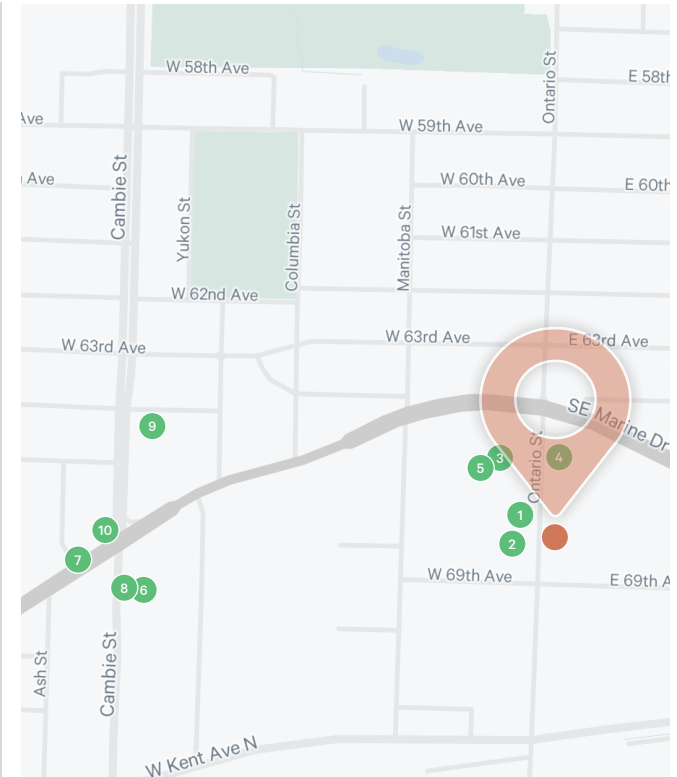 W 58th Ave
Ontario St
E 58th
Ave
W 59th Ave
Ave
Cambie St
W 60th Ave
E 60th
Yukon St
Columbia St
Manitoba St
W 61st Ave
W 62nd Ave
W 63rd Ave
W 63rd Ave
E 63rd Ave
SE Marine Dr
9
3
4
5
Ontario St
1
10
2
7
W 69th Ave
E 69th A
8
6
Ash St
Cambie St
W Kent Ave N